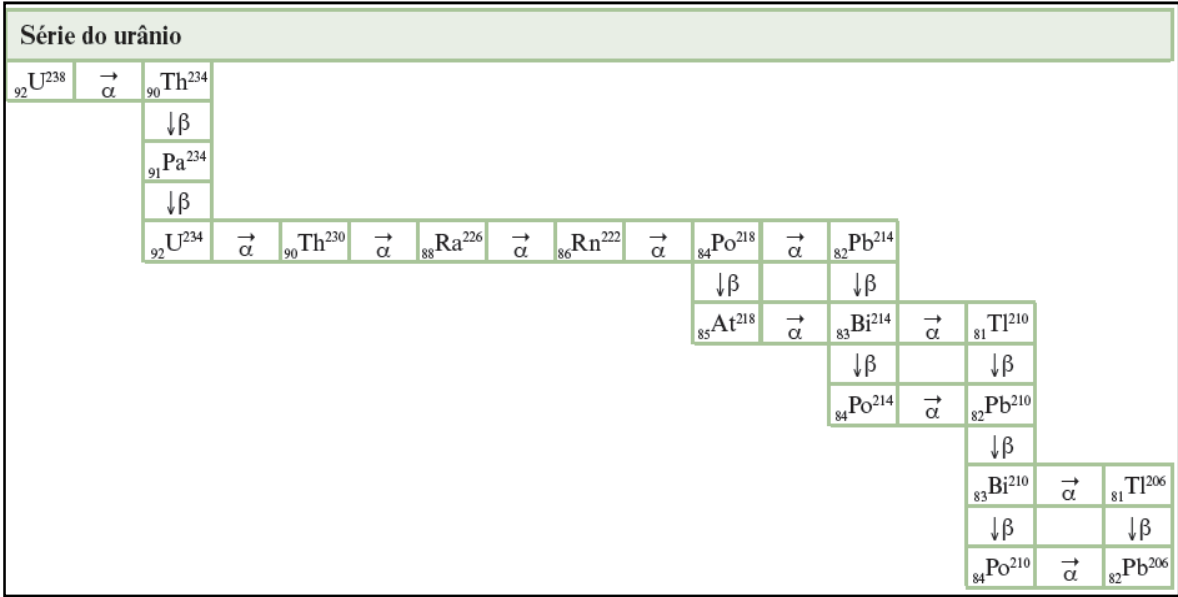 Série do urânio
₉₂U²³⁸ → α ₉₀Th²³⁴
↓β
₉₁Pa²³⁴
↓β
₉₂U²³⁴ → α ₉₀Th²³⁰ → α ₈₈Ra²²⁶ → α ₈₆Rn²²² → α ₈₄Po²¹⁸ → α ₈₂Pb²¹⁴
↓β ↓β
₈₅At²¹⁸ → α ₈₃Bi²¹⁴ → α ₈₁Tl²¹⁰
↓β ↓β
₈₄Po²¹⁴ → α ₈₂Pb²¹⁰
↓β
₈₃Bi²¹⁰ → α ₈₁Tl²⁰⁶
↓β ↓β
₈₄Po²¹⁰ → α ₈₂Pb²⁰⁶